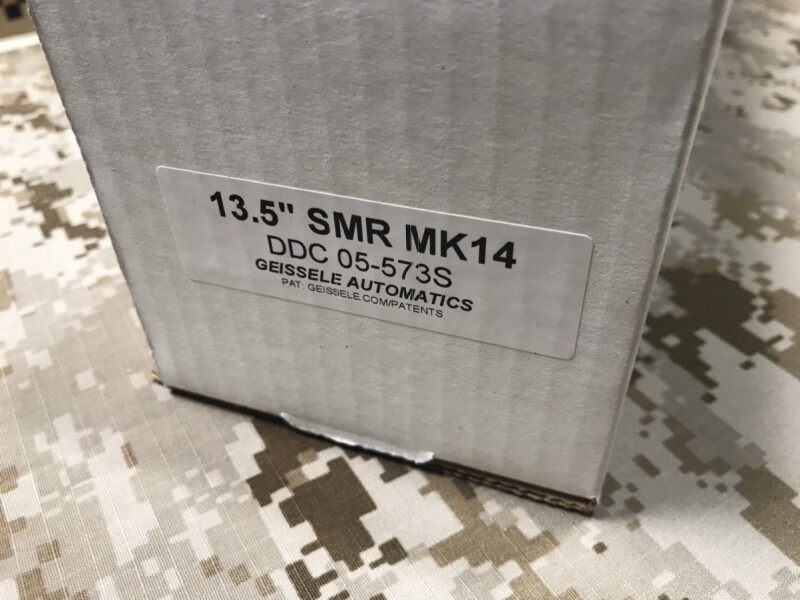 13.5" SMR MK14
DDC 05-573S
GEISSELE AUTOMATICS
PAT: GEISSELE.COM/PATENTS